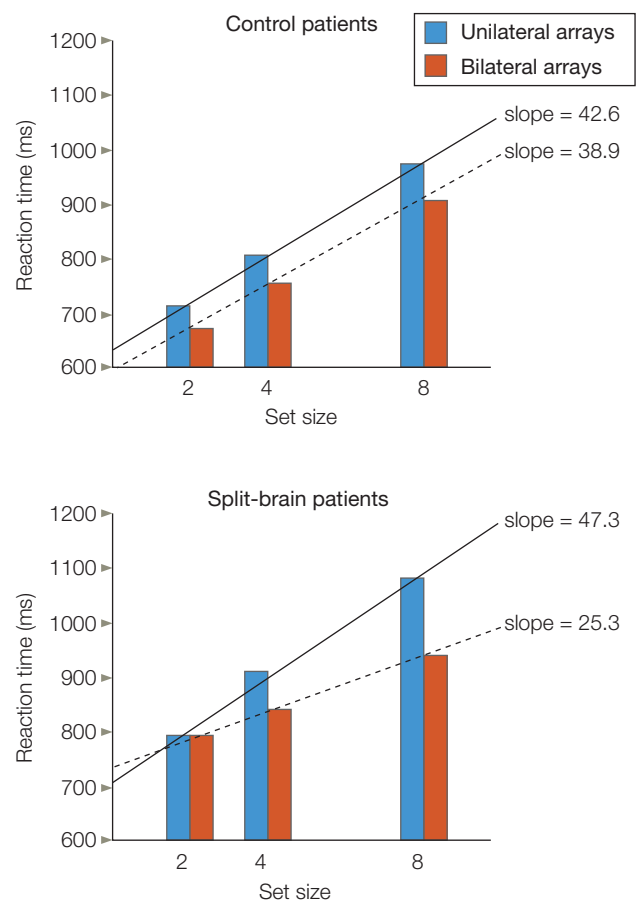 Control patients
Unilateral arrays
Bilateral arrays
Reaction time (ms)
1200
1100
1000
900
800
700
600
slope = 42.6
slope = 38.9
2 4 8
Set size
Split-brain patients
Reaction time (ms)
1200
1100
1000
900
800
700
600
slope = 47.3
slope = 25.3
2 4 8
Set size